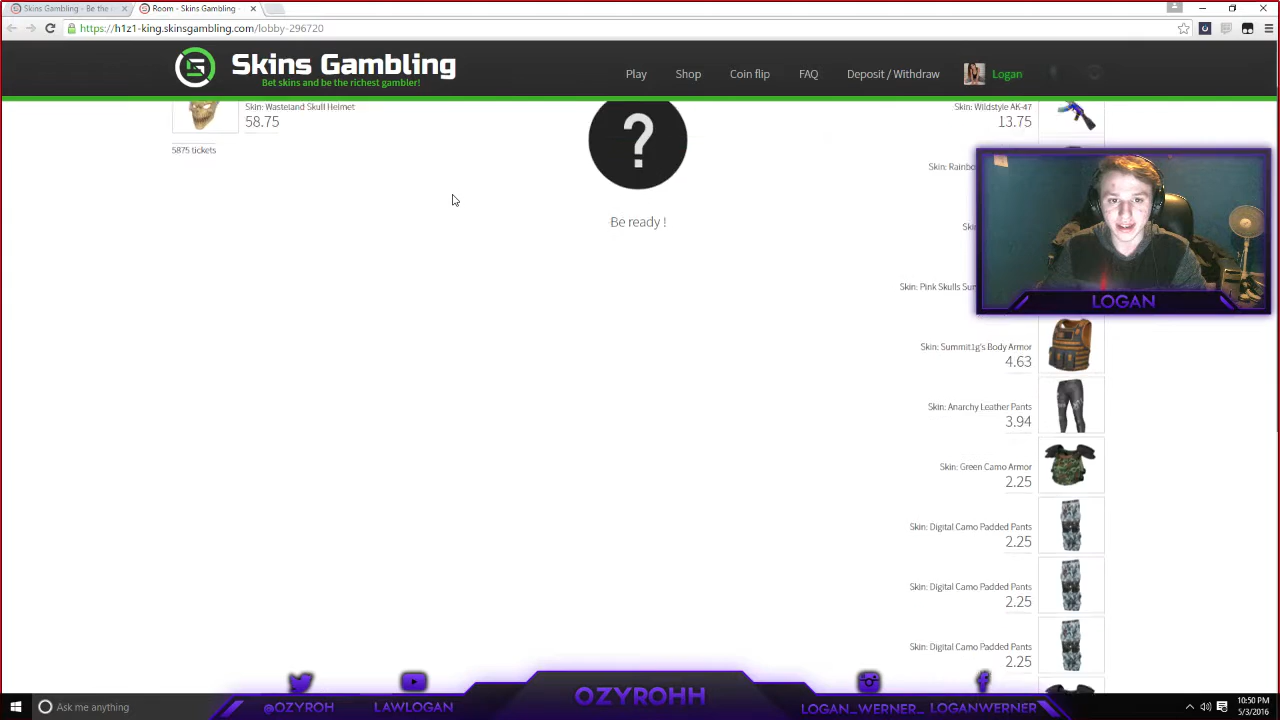 Skins Gambling - Be the r
Room - Skins Gambling
https://h1z1-king.skinsgambling.com/lobby-296720
Skins Gambling
Bet skins and be the richest gambler!
Play
Shop
Coin flip
FAQ
Deposit / Withdraw
Logan
Skin: Wasteland Skull Helmet
58.75
5875 tickets
?
Be ready !
Skin: Wildstyle AK-47
13.75
Skin: Rainbo
Skin: Pink Skulls Sur
LOGAN
Skin: Summit1g's Body Armor
4.63
Skin: Anarchy Leather Pants
3.94
Skin: Green Camo Armor
2.25
Skin: Digital Camo Padded Pants
2.25
Skin: Digital Camo Padded Pants
2.25
Skin: Digital Camo Padded Pants
2.25
@OZYROH
LAWLOGAN
OZYROHH
LOGAN_WERNER_
LOGANWERNER
Ask me anything
10:50 PM
5/3/2016